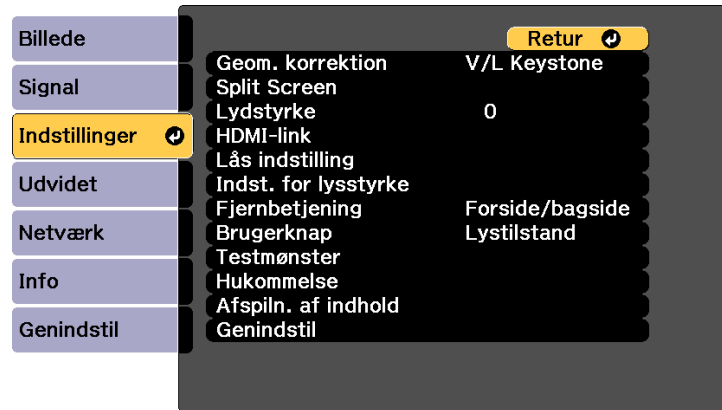 Billede
Signal
Indstillinger
Udvidet
Netværk
Info
Genindstil
Retur
Geom. korrektion V/L Keystone
Split Screen
Lydstyrke 0
HDMI-link
Lås indstilling
Indst. for lysstyrke
Fjernbetjening Forside/bagside
Brugerknap Lystilstand
Testmønster
Hukommelse
Afspiln. af indhold
Genindstil